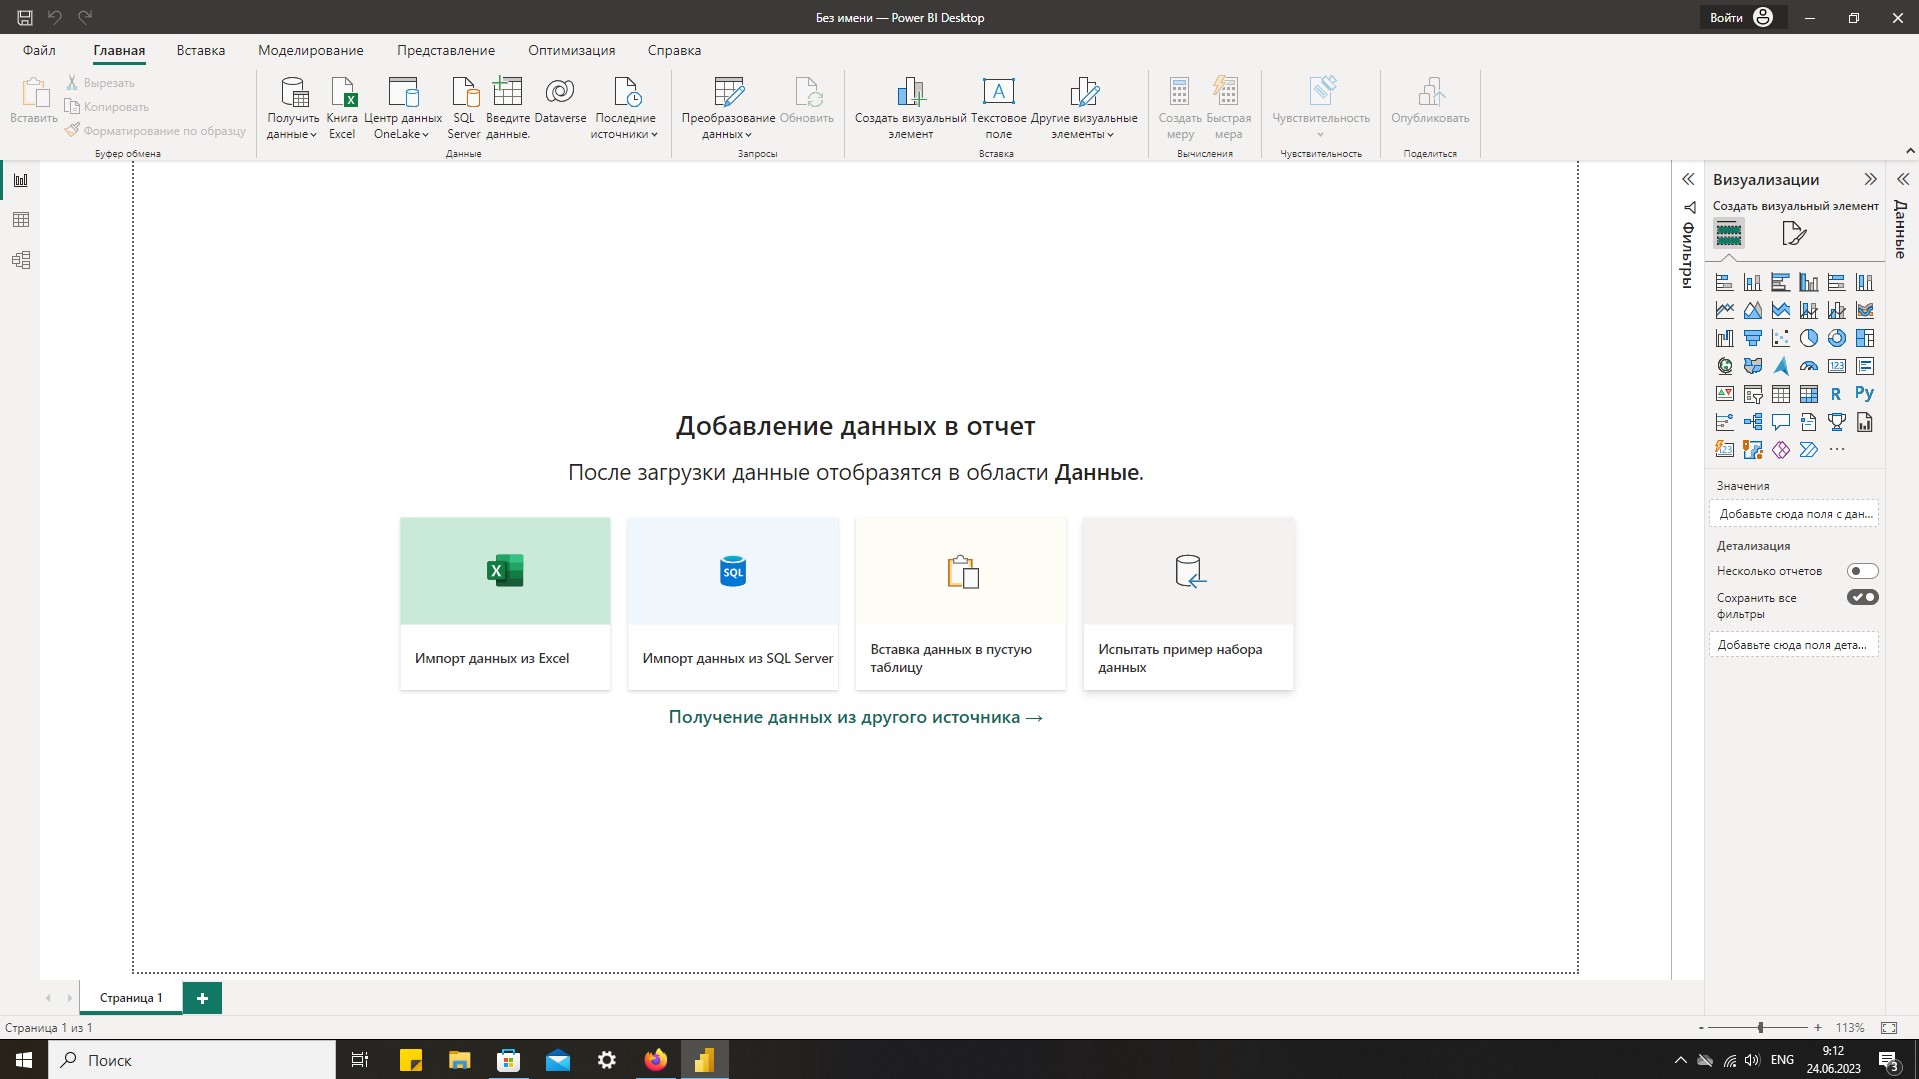 Без имени — Power BI Desktop
Войти
Файл
Главная
Вставка
Моделирование
Представление
Оптимизация
Справка
Вставить
Вырезать
Копировать
Форматирование по образцу
Буфер обмена
Получить
данные
Книга
Excel
Центр данных
OneLake
SQL
Server
Введите
данные.
Dataverse
Последние
источники
Данные
Преобразование
данных
Обновить
Запросы
Создать визуальный
элемент
Текстовое
поле
Другие визуальные
элементы
Вставка
Создать
меру
Быстрая
мера
Вычисления
Чувствительность
Чувствительность
Опубликовать
Поделиться
Добавление данных в отчет
После загрузки данные отобразятся в области Данные.
Импорт данных из Excel
SQL
Импорт данных из SQL Server
Вставка данных в пустую
таблицу
Испытать пример набора
данных
Получение данных из другого источника →
Фильтры
Визуализации
Создать визуальный элемент
R
Py
Значения
Добавьте сюда поля с дан...
Детализация
Несколько отчетов
Сохранить все
фильтры
Добавьте сюда поля дета...
Данные
Страница 1
Страница 1 из 1
- + 113%
Поиск
ENG
9:12
24.06.2023
3